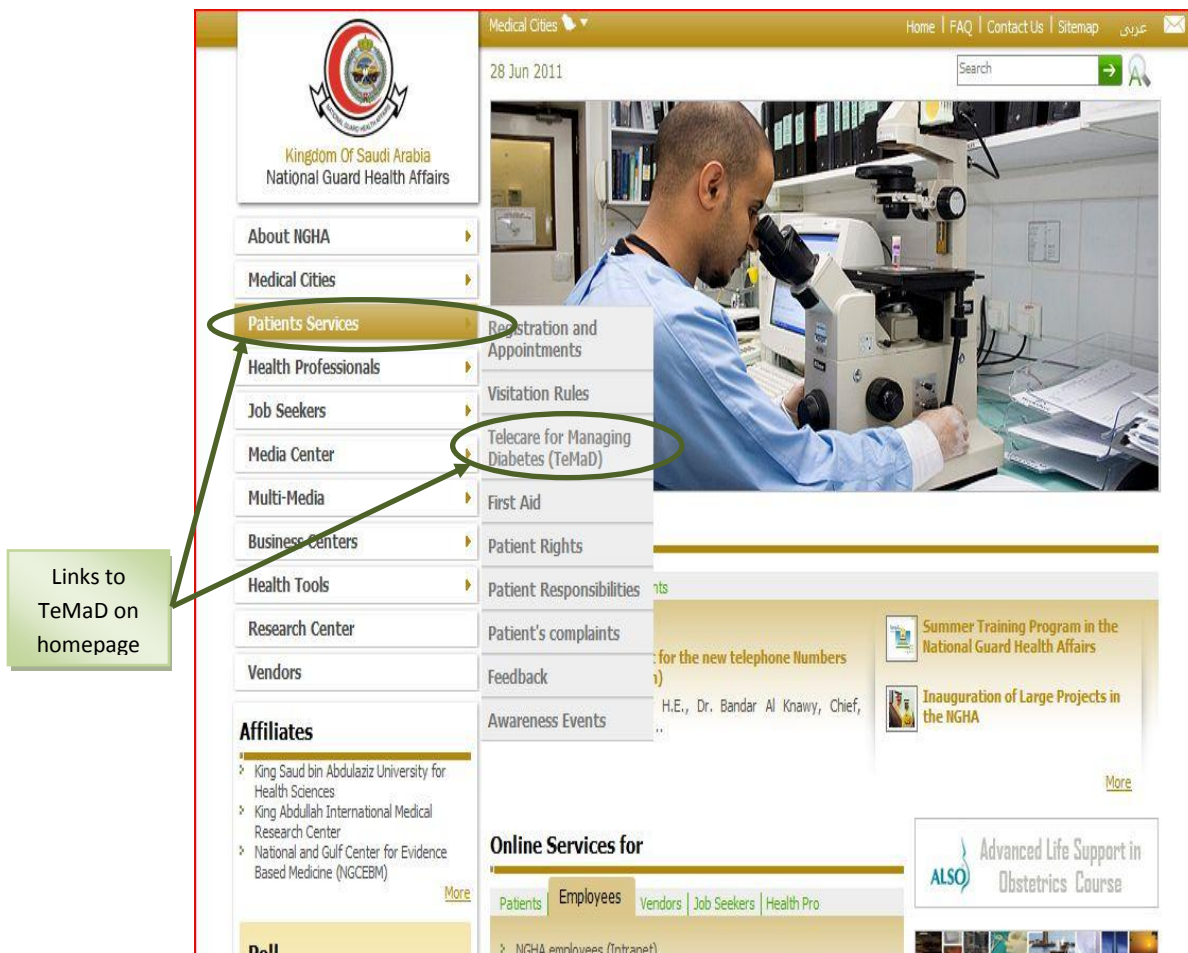 Medical Cities
Home | FAQ | Contact Us | Sitemap
عربى
28 Jun 2011
Search
A
NATIONAL GUARD HEALTH AFFAIRS
Kingdom Of Saudi Arabia
National Guard Health Affairs
About NGHA
Medical Cities
Patients Services
Health Professionals
Job Seekers
Media Center
Multi-Media
Business Centers
Health Tools
Research Center
Vendors
Registration and
Appointments
Visitation Rules
Telecare for Managing
Diabetes (TeMaD)
First Aid
Patient Rights
Patient Responsibilities
Patient's complaints
Feedback
Awareness Events
Links to
TeMaD on
homepage
for the new telephone Numbers
H.E., Dr. Bandar Al Knawy, Chief,
..
Summer Training Program in the
National Guard Health Affairs
Inauguration of Large Projects in
the NGHA
More
Affiliates
King Saud bin Abdulaziz University for
Health Sciences
King Abdullah International Medical
Research Center
National and Gulf Center for Evidence
Based Medicine (NGCEBM)
More
Poll
Online Services for
Patients | Employees Vendors | Job Seekers | Health Pro
NGHA employees (Intranet)
ALSO
Advanced Life Support in
Obstetrics Course